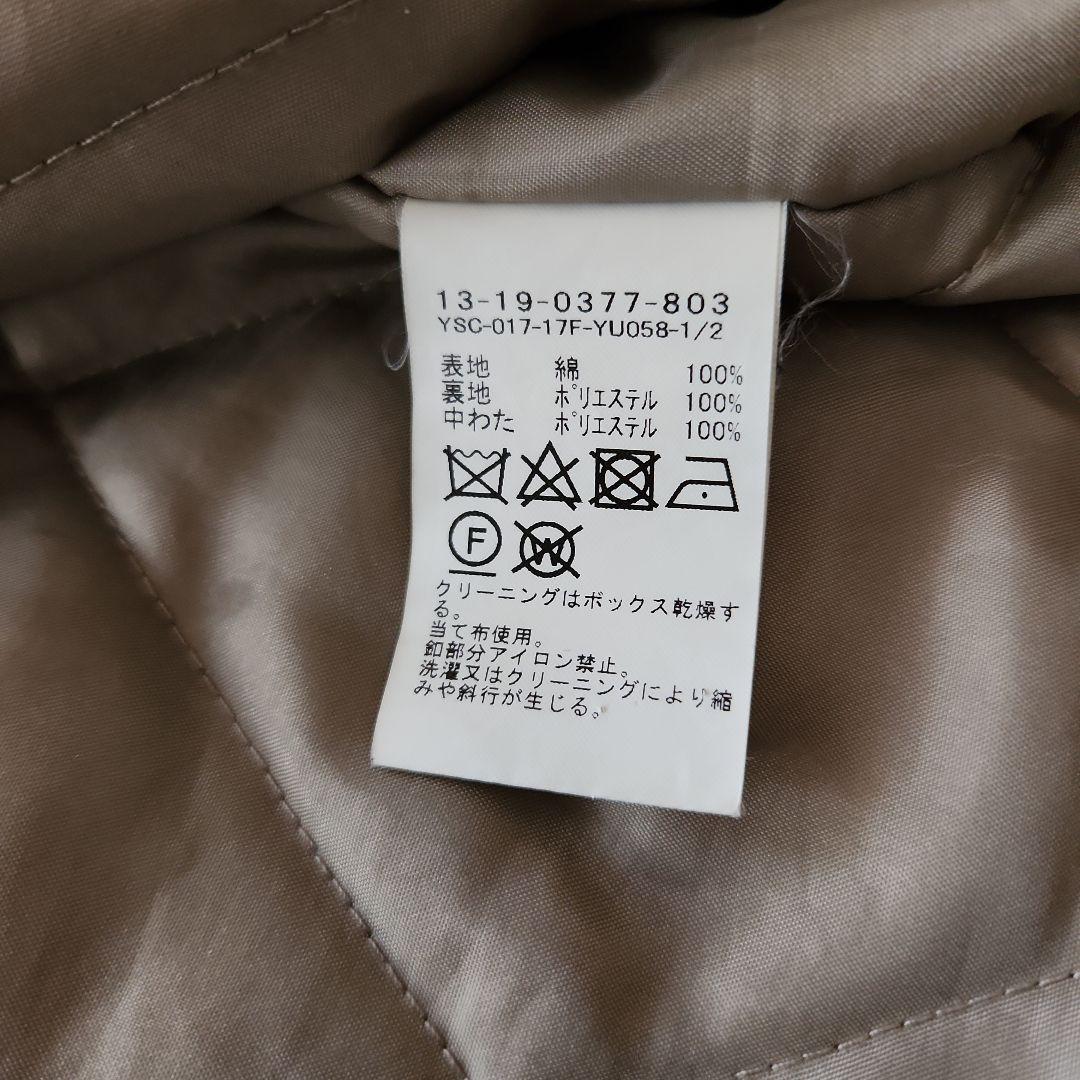 13-19-0377-803
YSC-017-17F-YU058-1/2
表地 綿 100%
裏地 ポリエステル 100%
中わた ポリエステル 100%
F W
クリーニングはボックス乾燥す
る。
当て布使用。
釦部分アイロン禁止。
洗濯又はクリーニングにより縮
みや斜行が生じる。